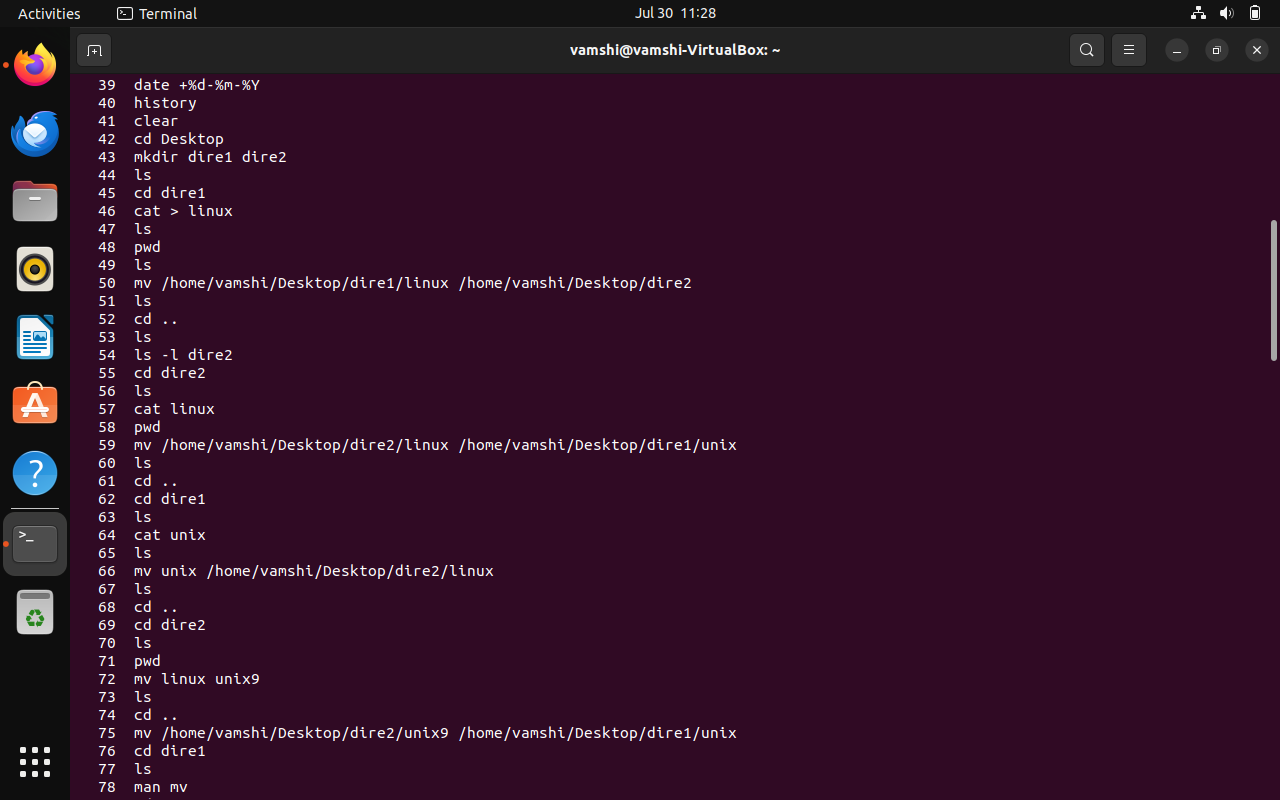 Activities Terminal Jul 30 11:28
vamshi@vamshi-VirtualBox: ~
39 date +%d-%m-%Y
40 history
41 clear
42 cd Desktop
43 mkdir dire1 dire2
44 ls
45 cd dire1
46 cat > linux
47 ls
48 pwd
49 ls
50 mv /home/vamshi/Desktop/dire1/linux /home/vamshi/Desktop/dire2
51 ls
52 cd ..
53 ls
54 ls -l dire2
55 cd dire2
56 ls
57 cat linux
58 pwd
59 mv /home/vamshi/Desktop/dire2/linux /home/vamshi/Desktop/dire1/unix
60 ls
61 cd ..
62 cd dire1
63 ls
64 cat unix
65 ls
66 mv unix /home/vamshi/Desktop/dire2/linux
67 ls
68 cd ..
69 cd dire2
70 ls
71 pwd
72 mv linux unix9
73 ls
74 cd ..
75 mv /home/vamshi/Desktop/dire2/unix9 /home/vamshi/Desktop/dire1/unix
76 cd dire1
77 ls
78 man mv